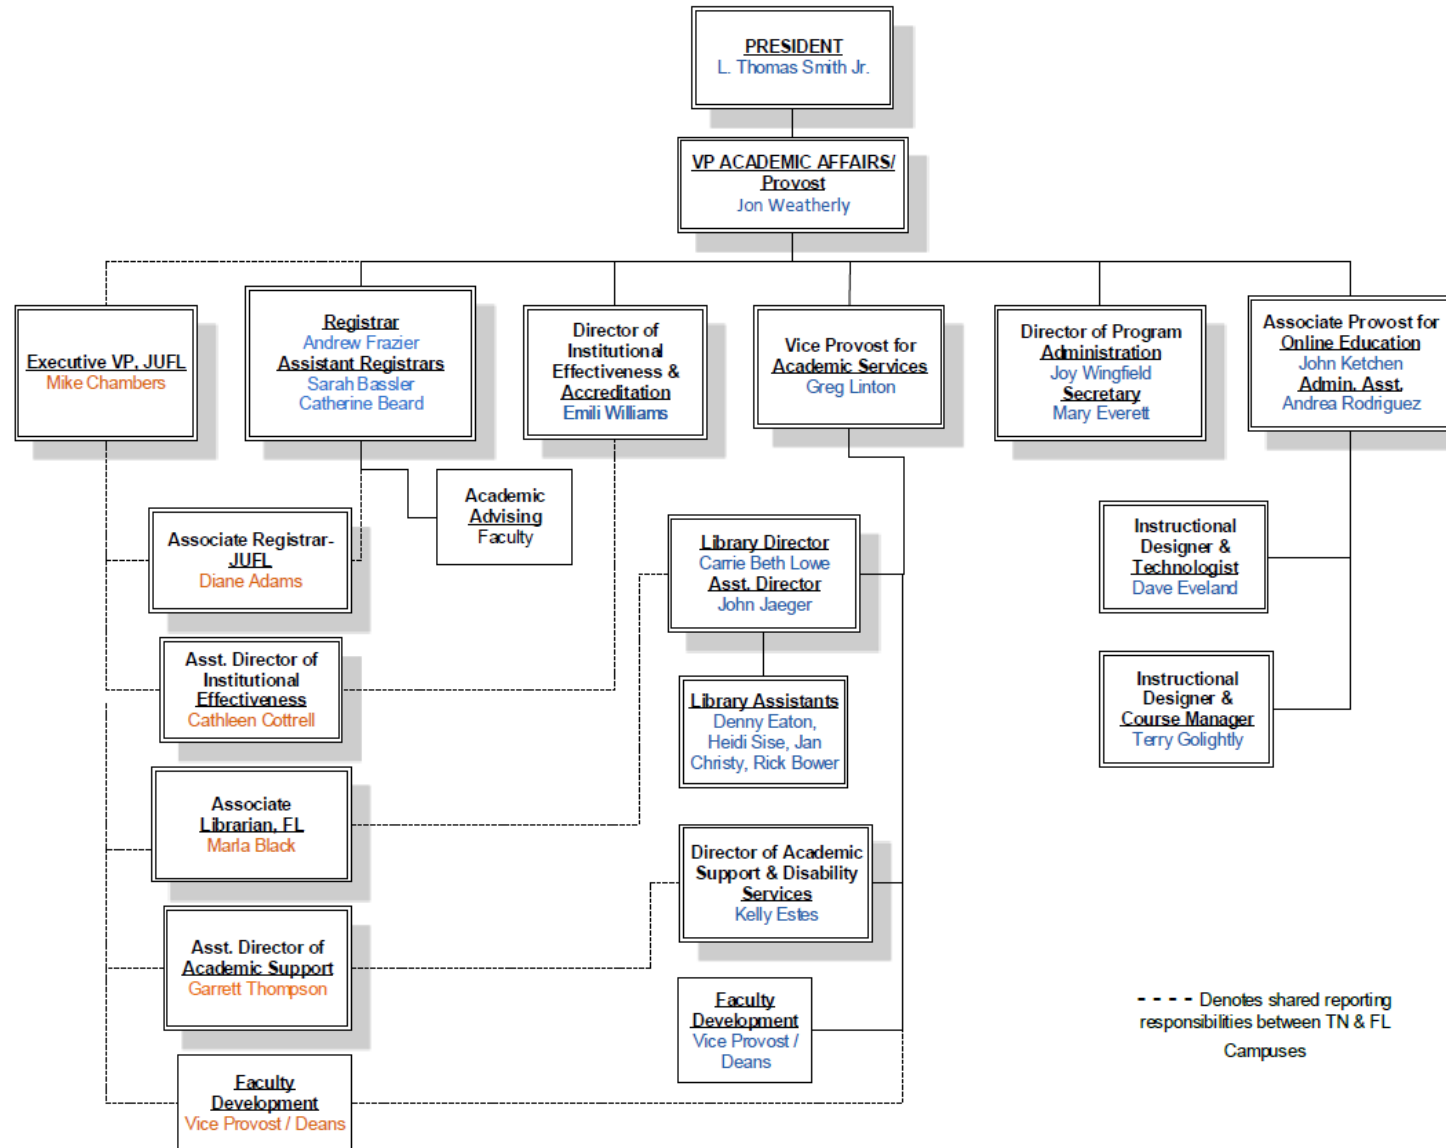 PRESIDENT
L. Thomas Smith Jr.
VP ACADEMIC AFFAIRS/
Provost
Jon Weatherly
Executive VP, JUFL
Mike Chambers
Registrar
Andrew Frazier
Assistant Registrars
Sarah Bassler
Catherine Beard
Director of
Institutional
Effectiveness &
Accreditation
Emili Williams
Vice Provost for
Academic Services
Greg Linton
Director of Program
Administration
Joy Wingfield
Secretary
Mary Everett
Associate Provost for
Online Education
John Ketchen
Admin. Asst.
Andrea Rodriguez
Academic
Advising
Faculty
Associate Registrar-
JUFL
Diane Adams
Library Director
Carrie Beth Lowe
Asst. Director
John Jaeger
Instructional
Designer &
Technologist
Dave Eveland
Asst. Director of
Institutional
Effectiveness
Cathleen Cottrell
Library Assistants
Denny Eaton,
Heidi Sise, Jan
Christy, Rick Bower
Instructional
Designer &
Course Manager
Terry Golightly
Associate
Librarian, FL
Marla Black
Director of Academic
Support & Disability
Services
Kelly Estes
Asst. Director of
Academic Support
Garrett Thompson
Faculty
Development
Vice Provost /
Deans
- - - - Denotes shared reporting
responsibilities between TN & FL
Campuses
Faculty
Development
Vice Provost / Deans